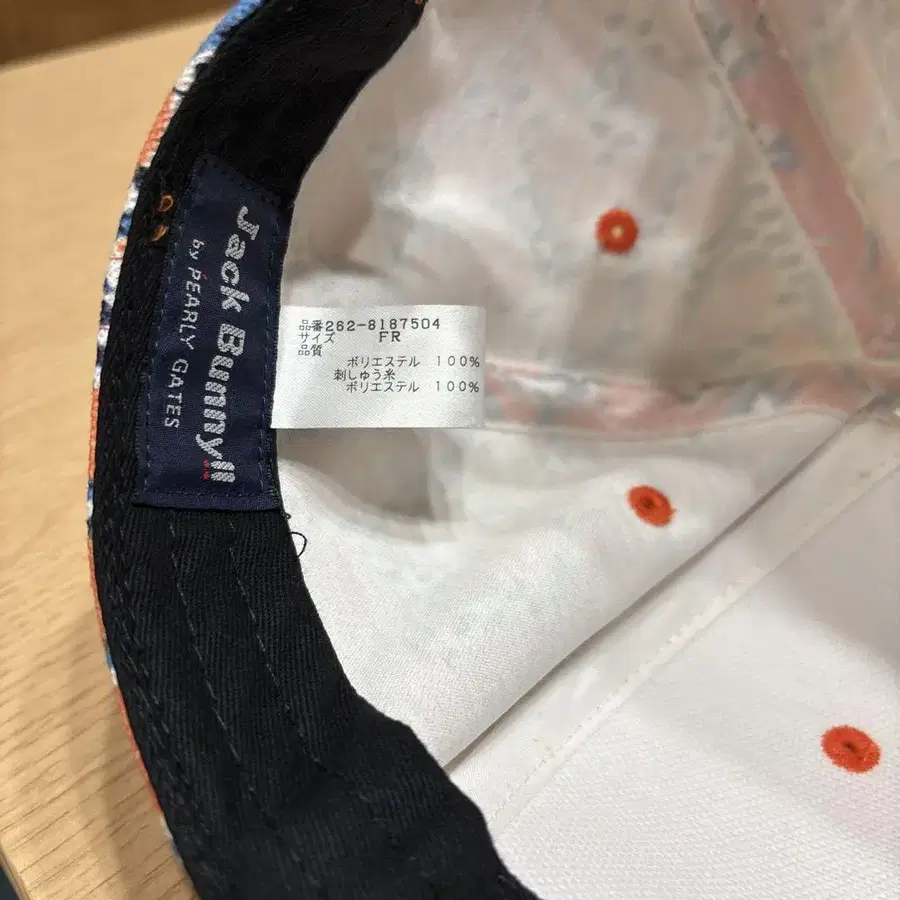 Jack Bunny!!
by PEARLY GATES
品番262-8187504
サイズ FR
品質
ポリエステル 100%
刺しゅう糸
ポリエステル 100%